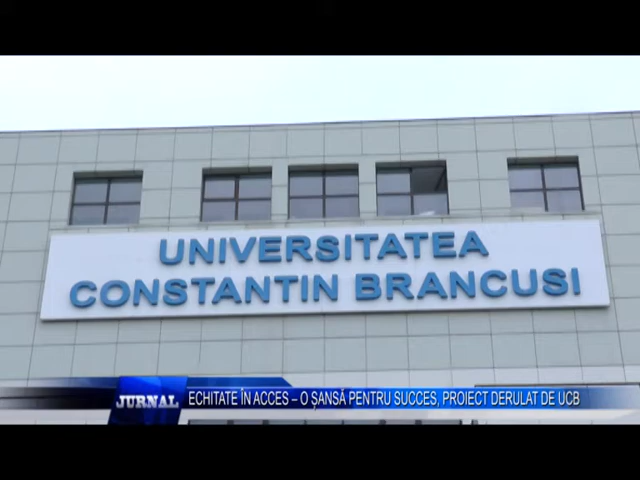 UNIVERSITATEA
CONSTANTIN BRANCUSI
JURNAL
ECHITATE ÎN ACCES – O ȘANSĂ PENTRU SUCCES, PROIECT DERULAT DE UCB